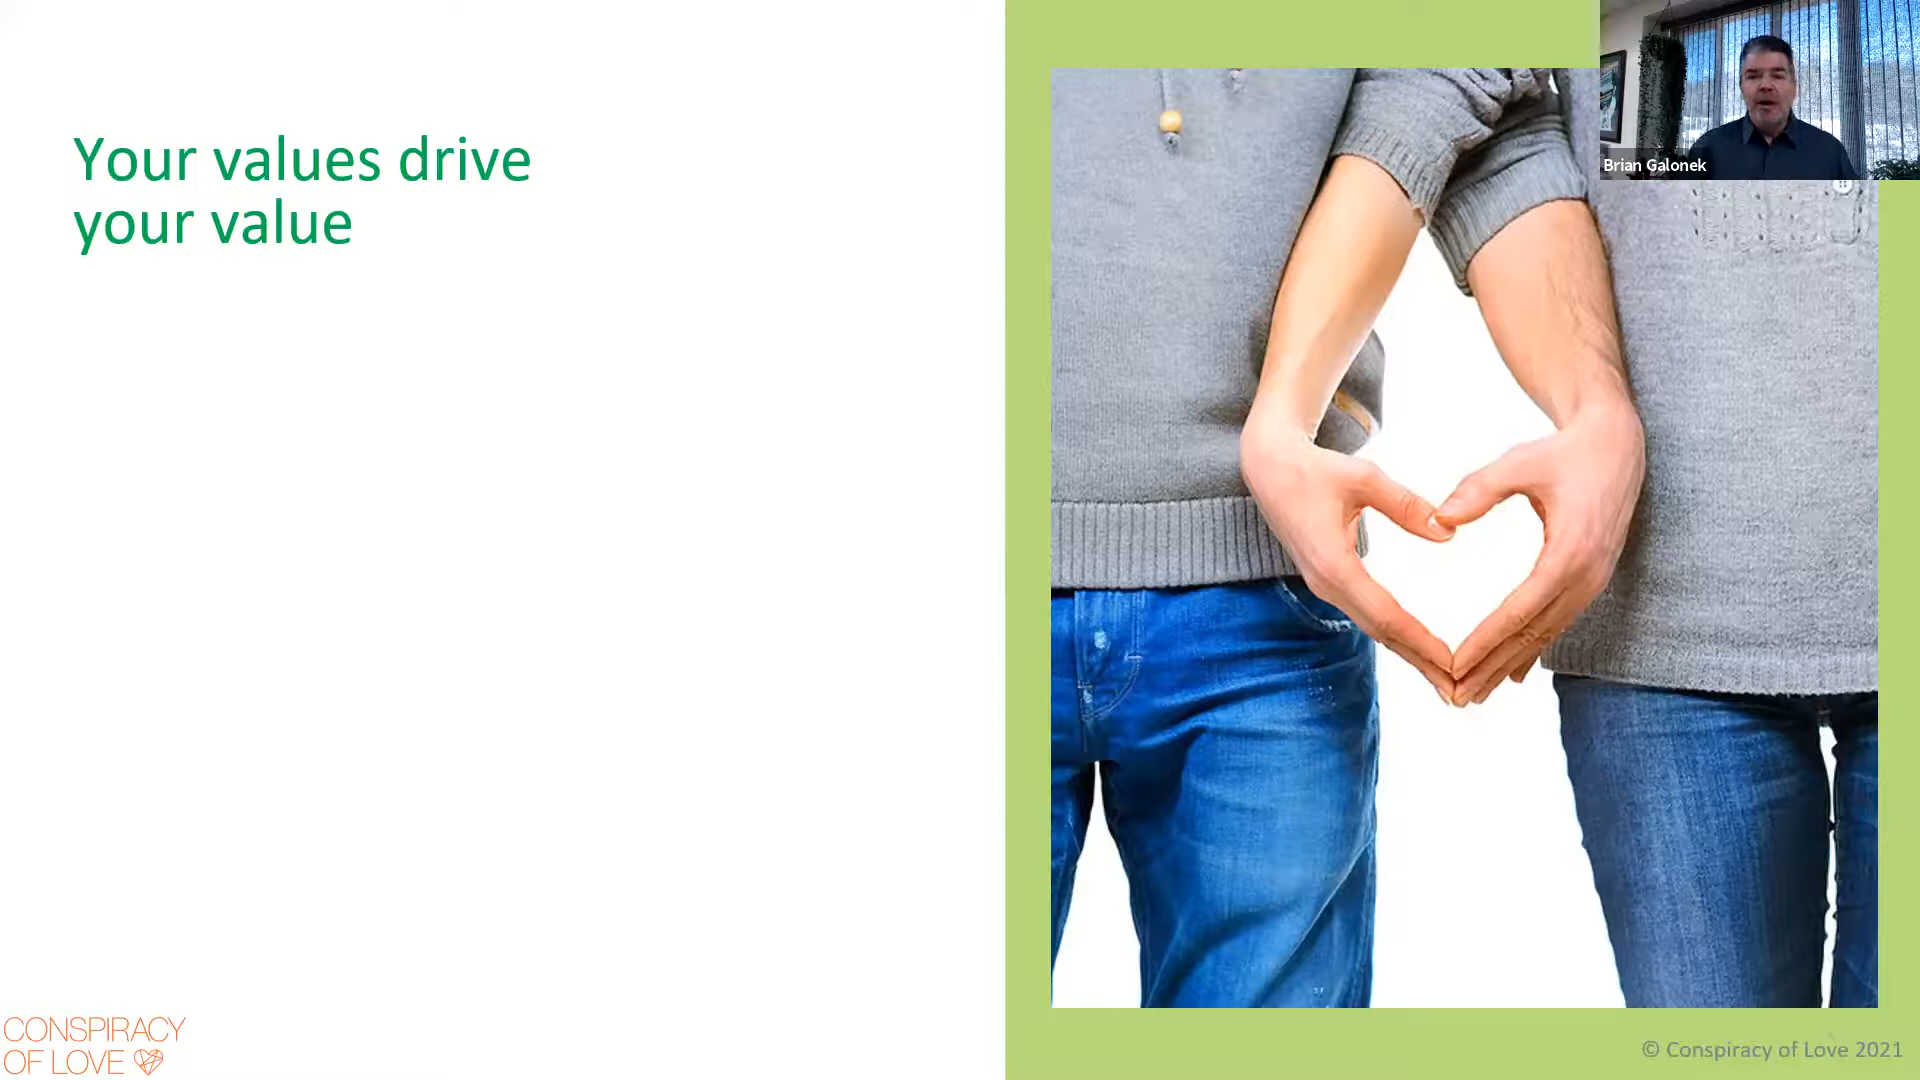 Your values drive
your value
Brian Galonek
CONSPIRACY
OF LOVE
© Conspiracy of Love 2021